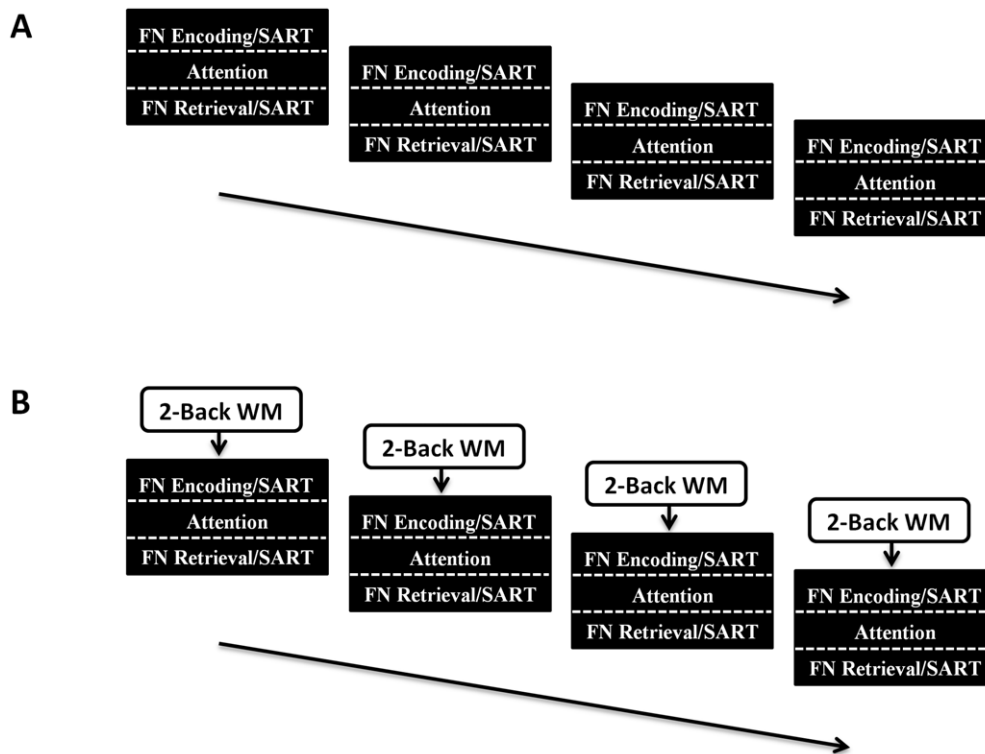 A
FN Encoding/SART
Attention
FN Retrieval/SART
FN Encoding/SART
Attention
FN Retrieval/SART
FN Encoding/SART
Attention
FN Retrieval/SART
FN Encoding/SART
Attention
FN Retrieval/SART
B
2-Back WM
FN Encoding/SART
Attention
FN Retrieval/SART
2-Back WM
FN Encoding/SART
Attention
FN Retrieval/SART
2-Back WM
FN Encoding/SART
Attention
FN Retrieval/SART
2-Back WM
FN Encoding/SART
Attention
FN Retrieval/SART